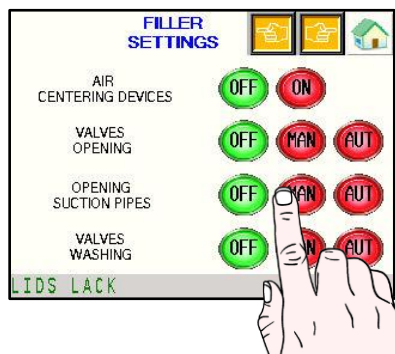 FILLER
SETTINGS
AIR
CENTERING DEVICES
OFF ON
VALVES
OPENING
OFF MAN AUT
OPENING
SUCTION PIPES
OFF MAN AUT
VALVES
WASHING
OFF AUT
LIDS LACK